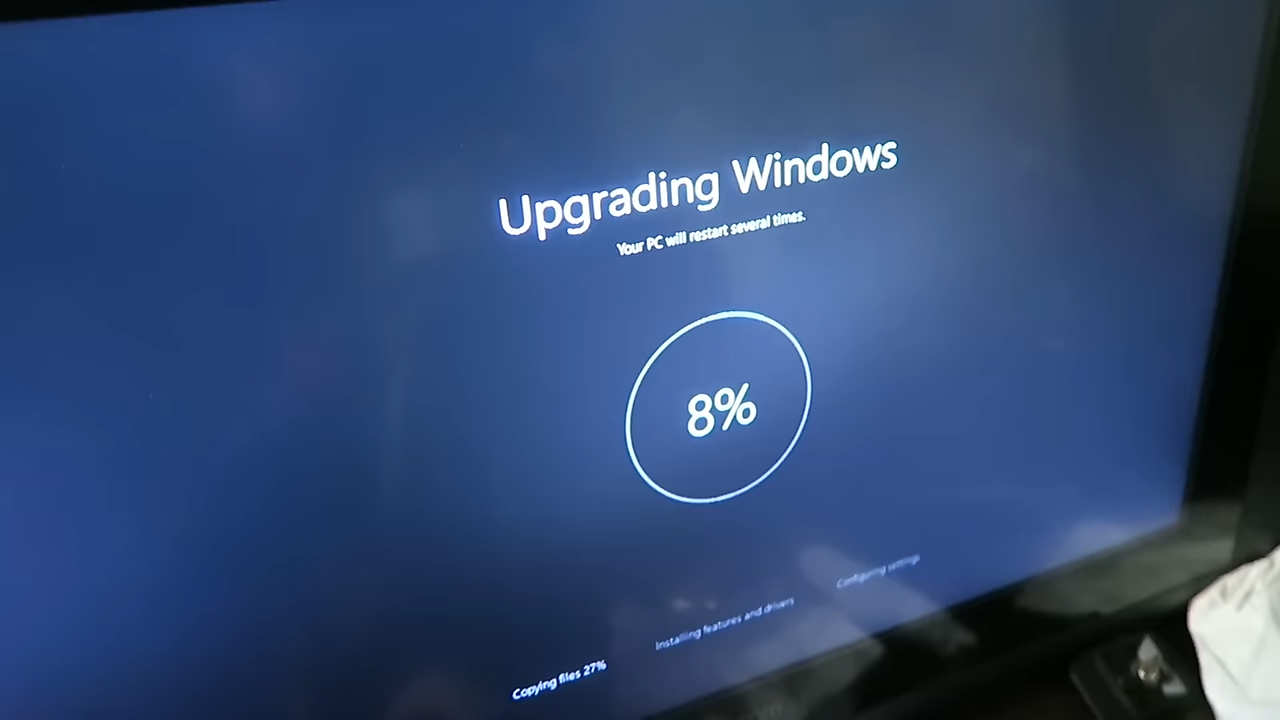 Upgrading Windows
Your PC will restart several times.
8%
Copying files 27%
Installing features and drivers
Configuring settings